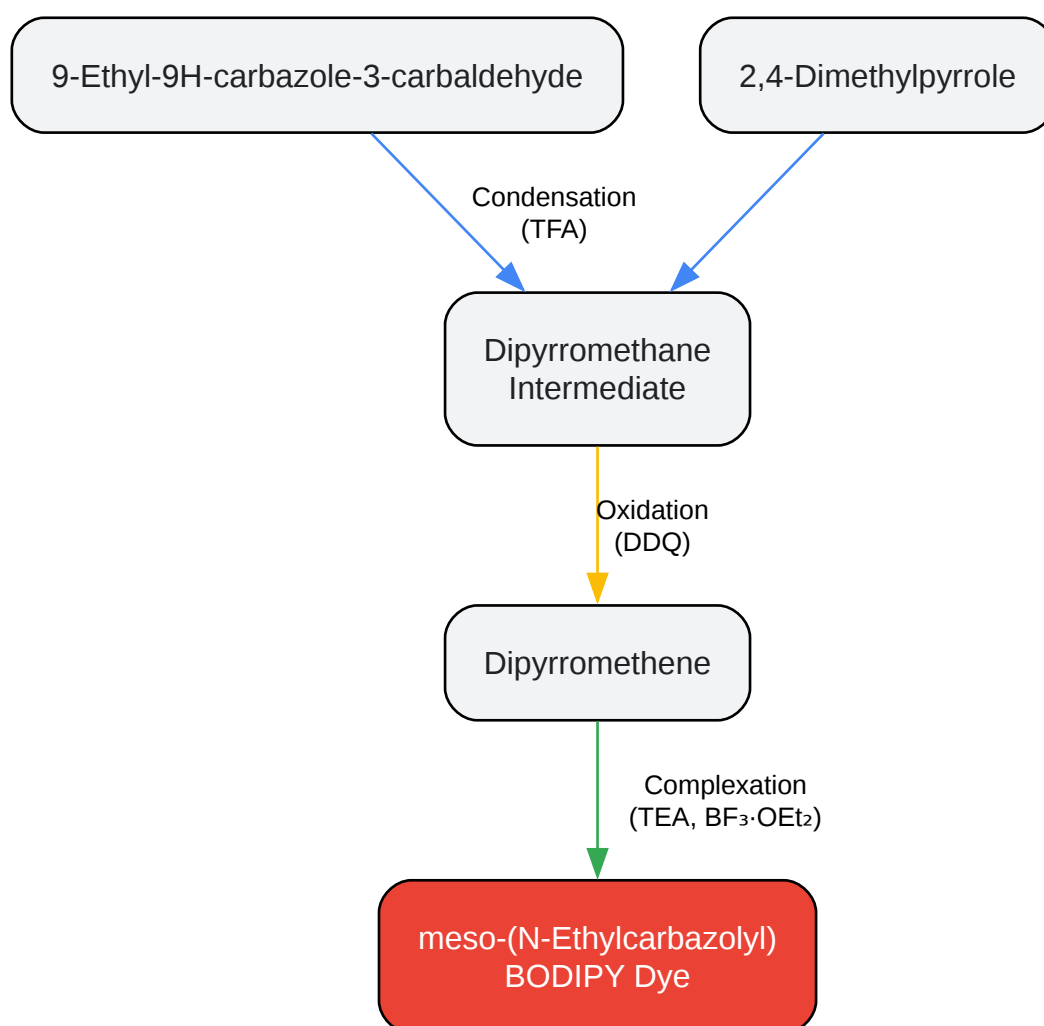 9-Ethyl-9H-carbazole-3-carbaldehyde
2,4-Dimethylpyrrole
Condensation
(TFA)
Dipyrromethane
Intermediate
Oxidation
(DDQ)
Dipyrromethene
Complexation
(TEA, BF₃·OEt₂)
meso-(N-Ethylcarbazolyl)
BODIPY Dye